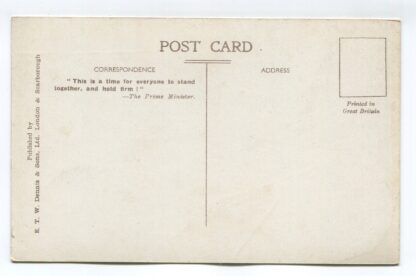 POST CARD
CORRESPONDENCE
" This is a time for everyone to stand
together, and hold firm ! "
—The Prime Minister.
ADDRESS
Printed in
Great Britain.
Published by
E. T. W. Dennis & Sons, Ltd. London & Scarborough